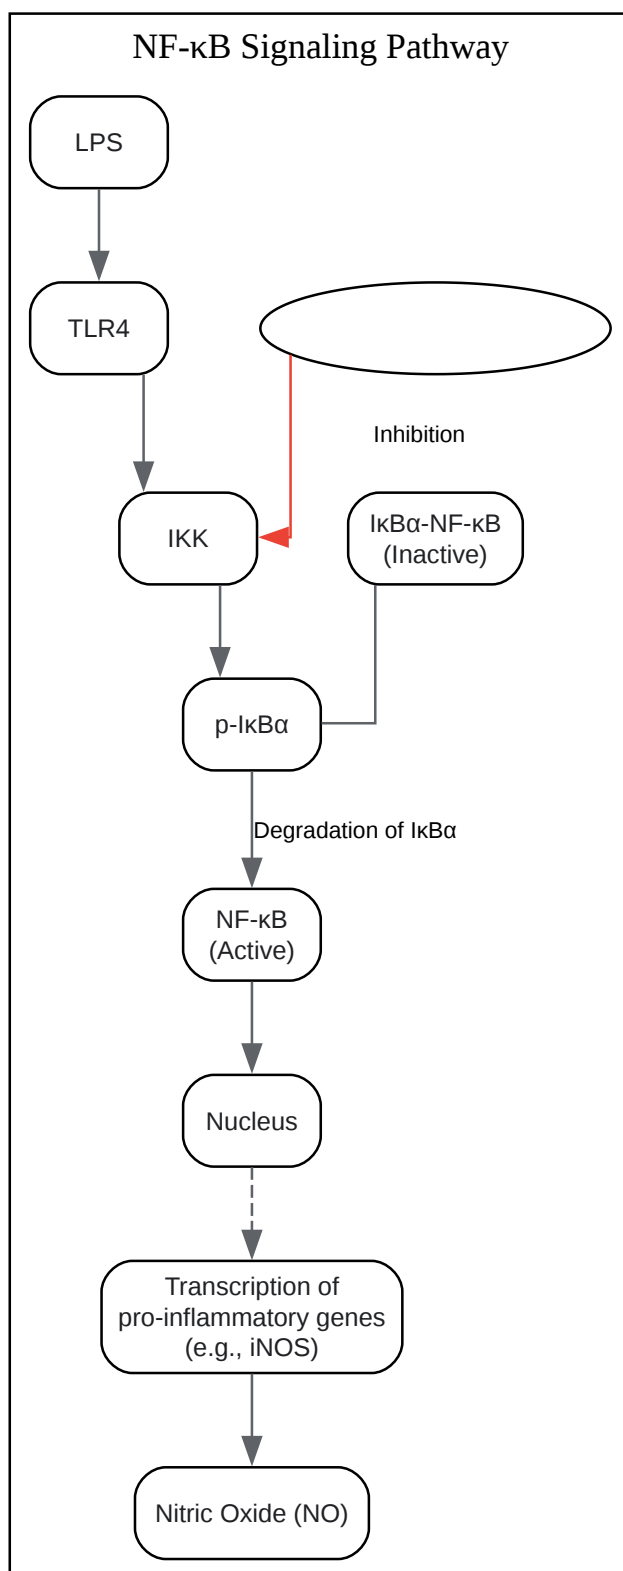 NF-κB Signaling Pathway
LPS
TLR4
Inhibition
IKK
IκBα-NF-κB
(Inactive)
p-IκBα
Degradation of IκBα
NF-κB
(Active)
Nucleus
Transcription of
pro-inflammatory genes
(e.g., iNOS)
Nitric Oxide (NO)